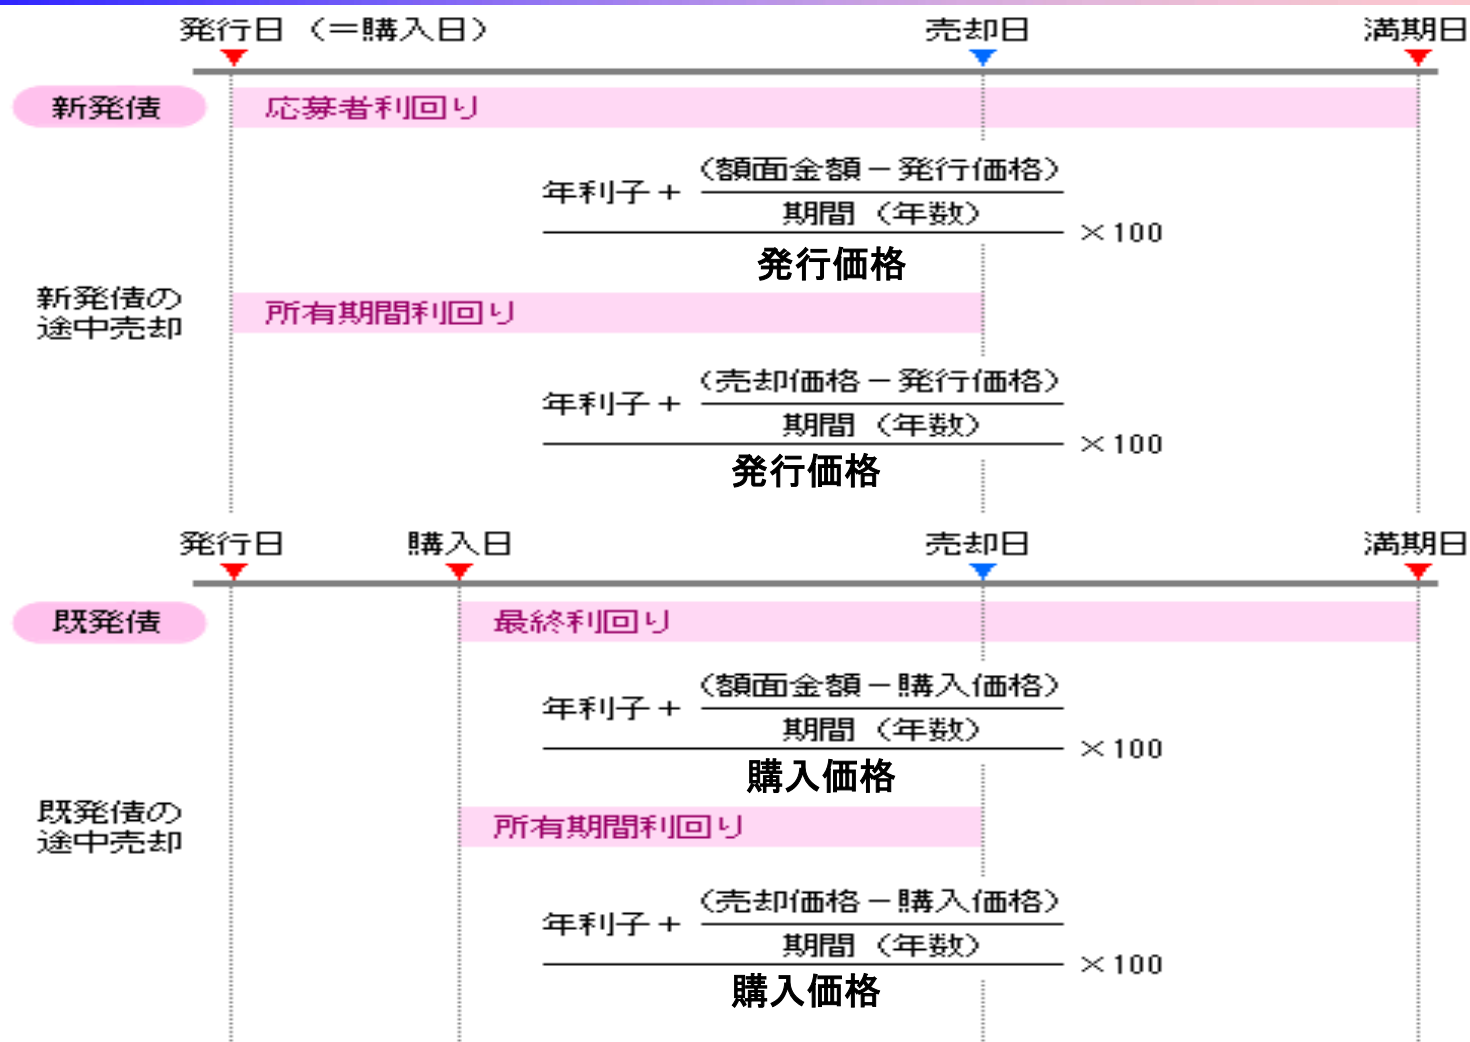 発行日（＝購入日）
売却日
満期日
新発債
応募者利回り
年利子＋
（額面金額－発行価格）
期間（年数）
×100
発行価格
新発債の
途中売却
所有期間利回り
年利子＋
（売却価格－発行価格）
期間（年数）
×100
発行価格
発行日
購入日
売却日
満期日
既発債
最終利回り
年利子＋
（額面金額－購入価格）
期間（年数）
×100
購入価格
既発債の
途中売却
所有期間利回り
年利子＋
（売却価格－購入価格）
期間（年数）
×100
購入価格